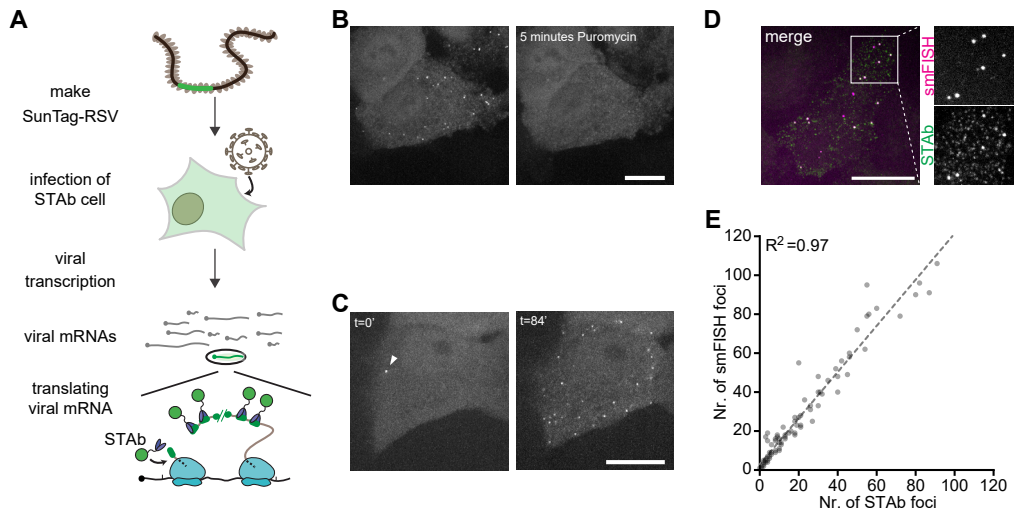 A
make
SunTag-RSV
infection of
STAb cell
viral
transcription
viral mRNAs
translating
viral mRNA
STAb
B
5 minutes Puromycin
C
t=0'
t=84'
D
merge
smFISH
STAb
E
R2 =0.97
Nr. of smFISH foci
120
100
80
60
40
20
0
0 20 40 60 80 100 120
Nr. of STAb foci